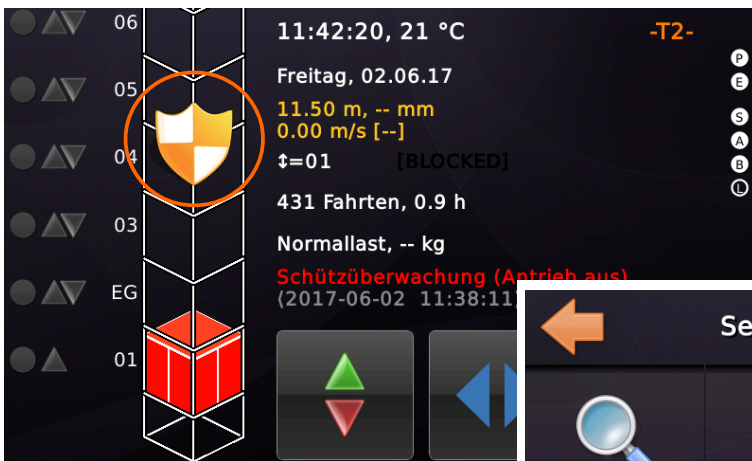 06
05
04
03
EG
01
11:42:20, 21 °C
-T2-
Freitag, 02.06.17
11.50 m, -- mm
0.00 m/s [--]
↕=01 [BLOCKED]
431 Fahrten, 0.9 h
Normallast, -- kg
Schützüberwachung (Antrieb aus)
(2017-06-02 11:38:11)
P
E
S
A
B
L
Se